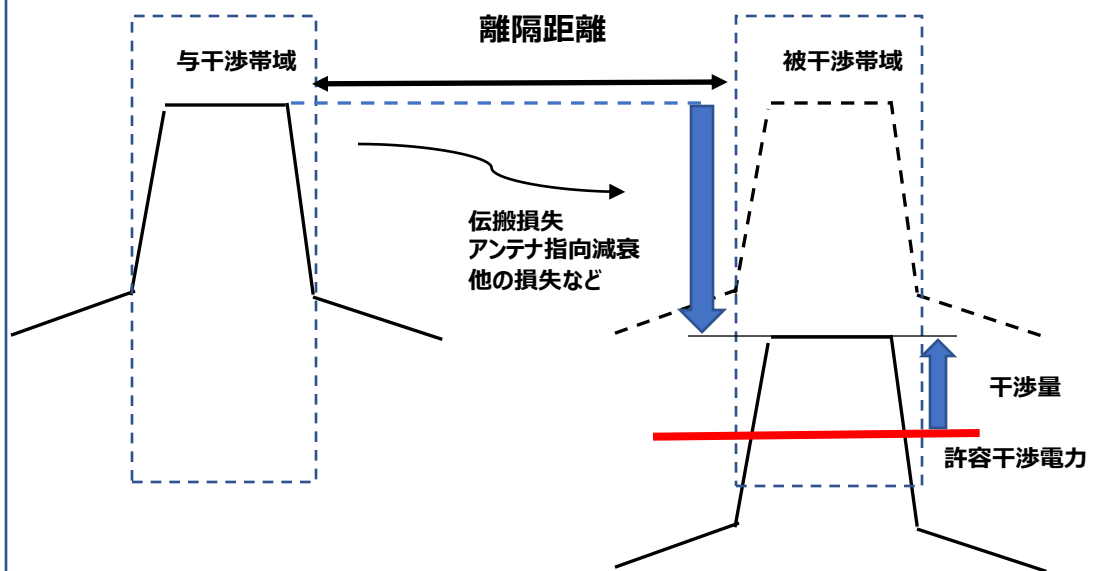 離隔距離
与干渉帯域
被干渉帯域
伝搬損失
アンテナ指向減衰
他の損失など
干渉量
許容干渉電力